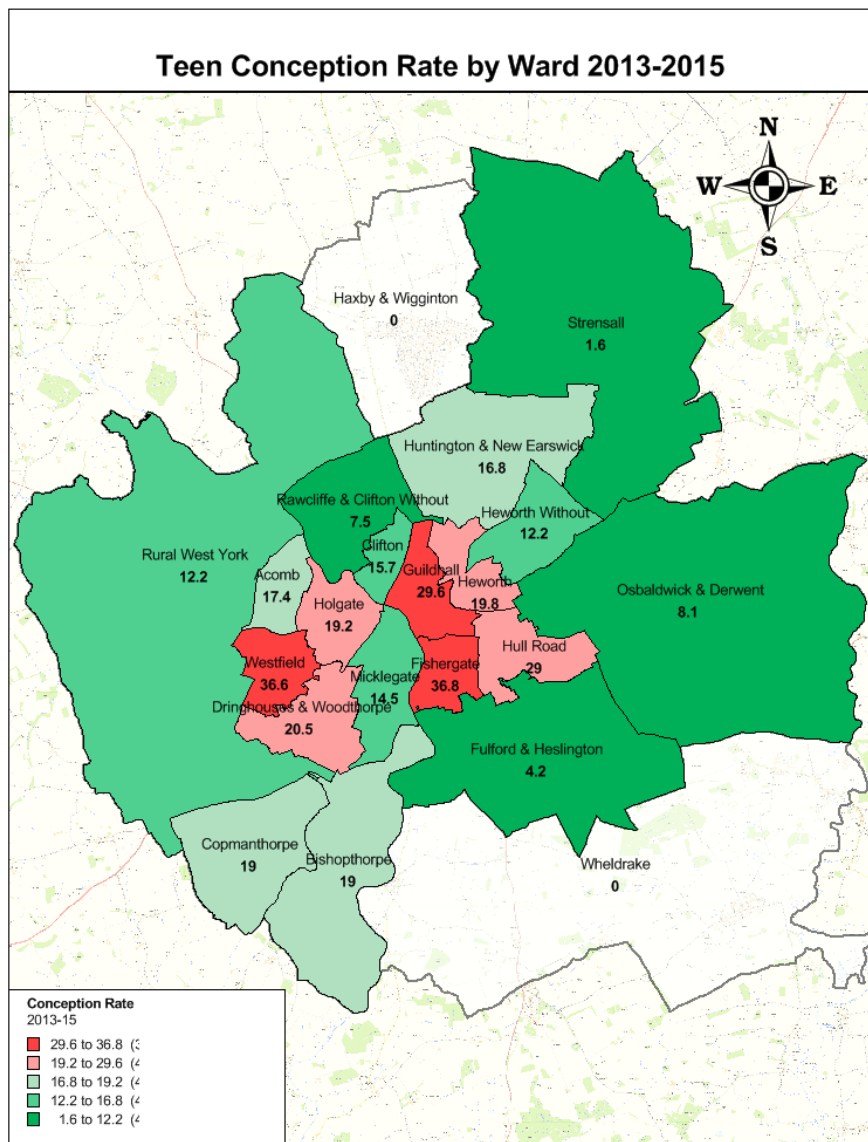 Teen Conception Rate by Ward 2013-2015
N
W E
S
Haxby & Wigginton
0
Strensall
1.6
Huntington & New Earswick
16.8
Rawcliffe & Clifton Without
7.5
Heworth Without
12.2
Clifton
15.7
Rural West York
12.2
Acomb
17.4
Guildhall
29.6
Heworth
19.8
Osbaldwick & Derwent
8.1
Holgate
19.2
Hull Road
29
Westfield
36.6
Micklegate
14.5
Fishergate
36.8
Dringhouses & Woodthorpe
20.5
Fulford & Heslington
4.2
Copmanthorpe
19
Bishopthorpe
19
Wheldrake
0
Conception Rate
2013-15
29.6 to 36.8 (3
19.2 to 29.6 (4
16.8 to 19.2 (4
12.2 to 16.8 (4
1.6 to 12.2 (4